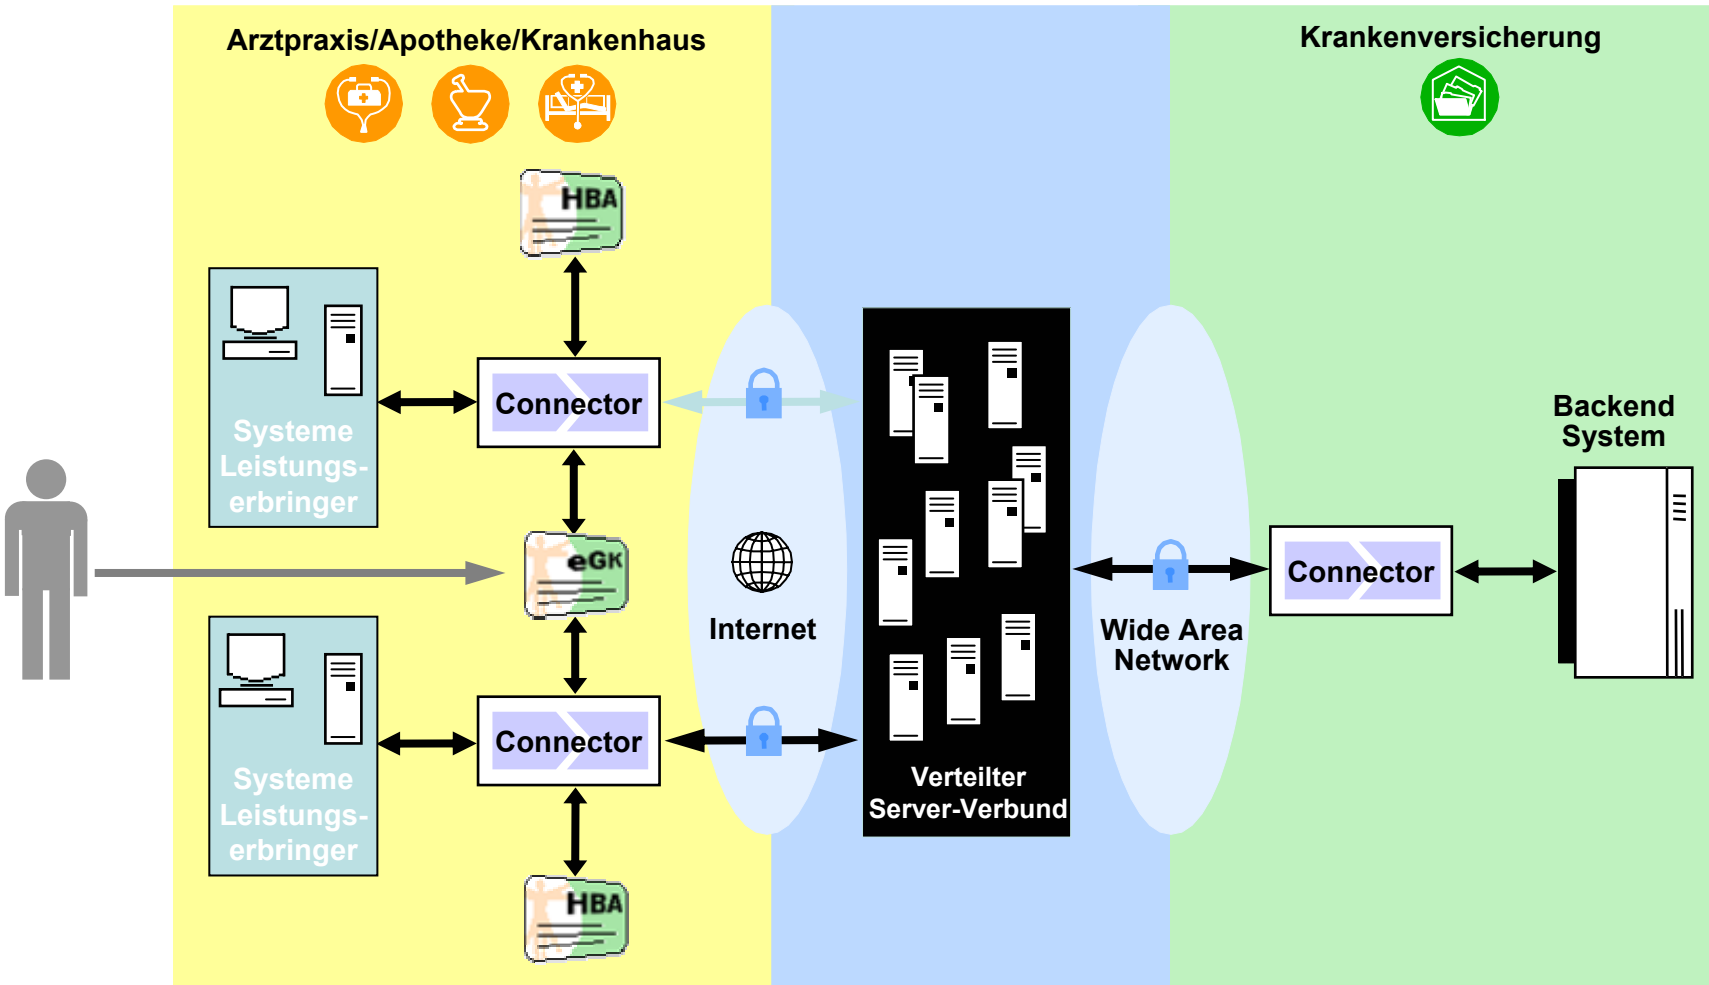 Arztpraxis/Apotheke/Krankenhaus
Krankenversicherung
HBA
Systeme
Leistungs-
erbringer
Connector
eGK
Internet
Systeme
Leistungs-
erbringer
Connector
HBA
Verteilter
Server-Verbund
Wide Area
Network
Connector
Backend
System